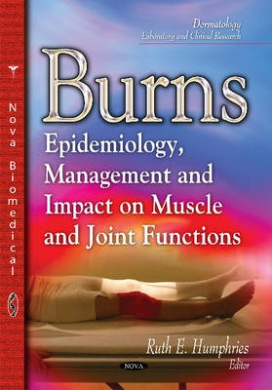 Dermatology
Laboratory and Clinical Research
Burns
Epidemiology,
Management and
Impact on Muscle
and Joint Functions
Ruth E. Humphries
Editor
NOVA
Nova Biomedical